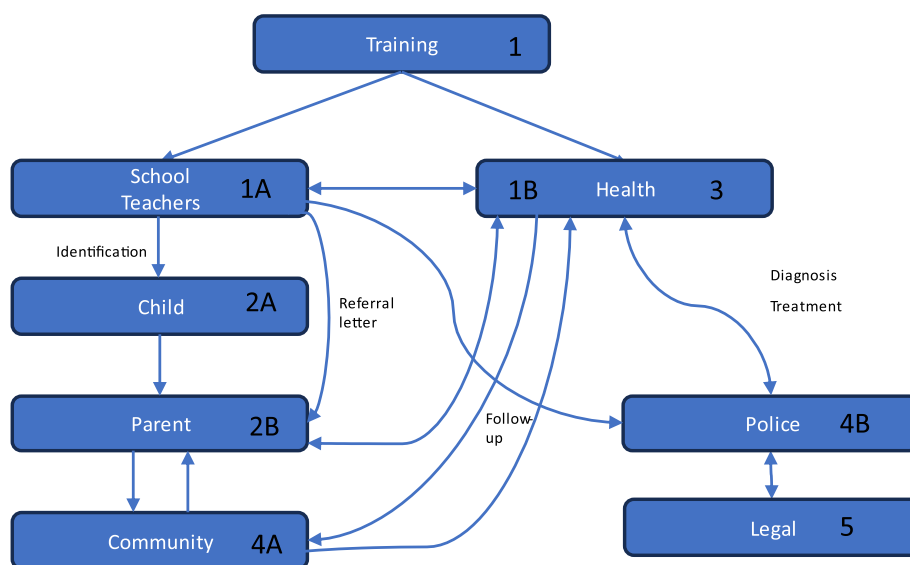 Training 1
School
Teachers 1A
1B Health 3
Identification
Child 2A
Referral
letter
Diagnosis
Treatment
Parent 2B
Follow-
up
Police 4B
Community 4A
Legal 5